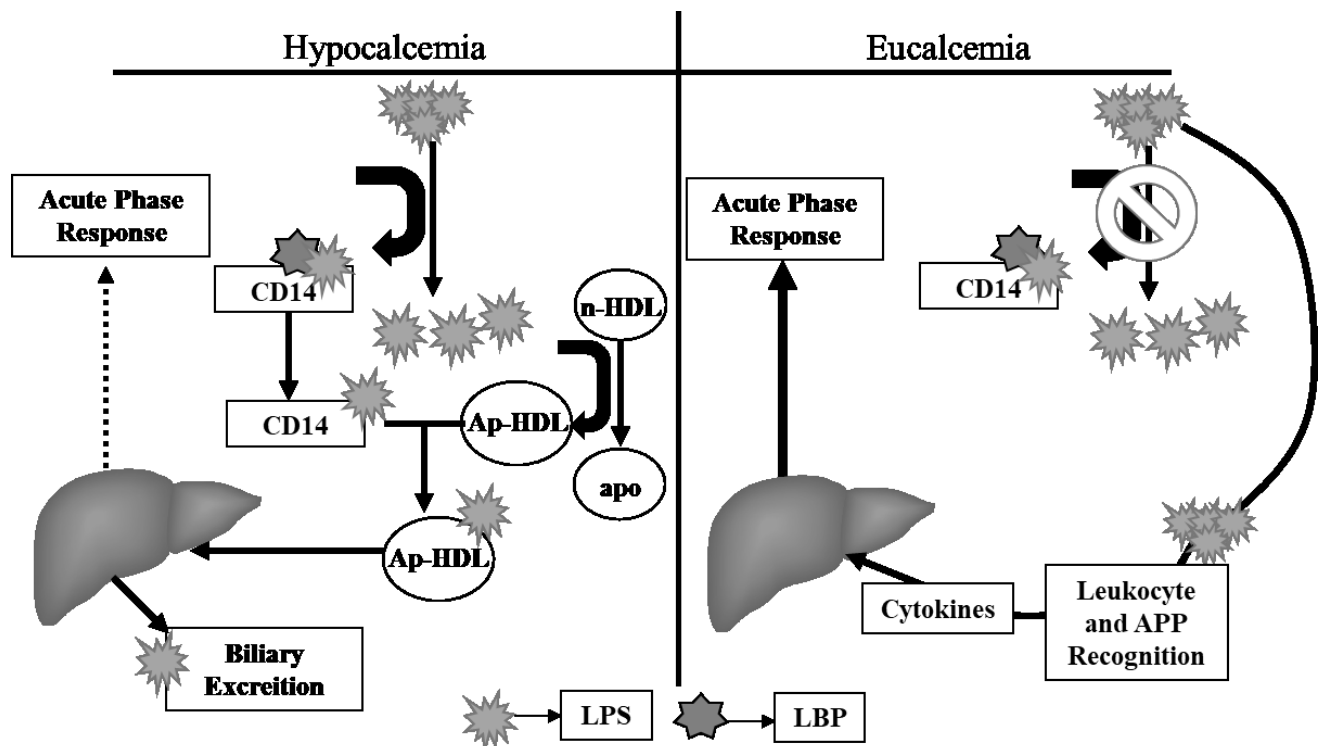 Hypocalcemia
Acute Phase
Response
CD14
n-HDL
CD14
Ap-HDL
apo
Ap-HDL
Biliary
Excreition
Eucalcemia
Acute Phase
Response
CD14
Cytokines
Leukocyte
and APP
Recognition
LPS
LBP